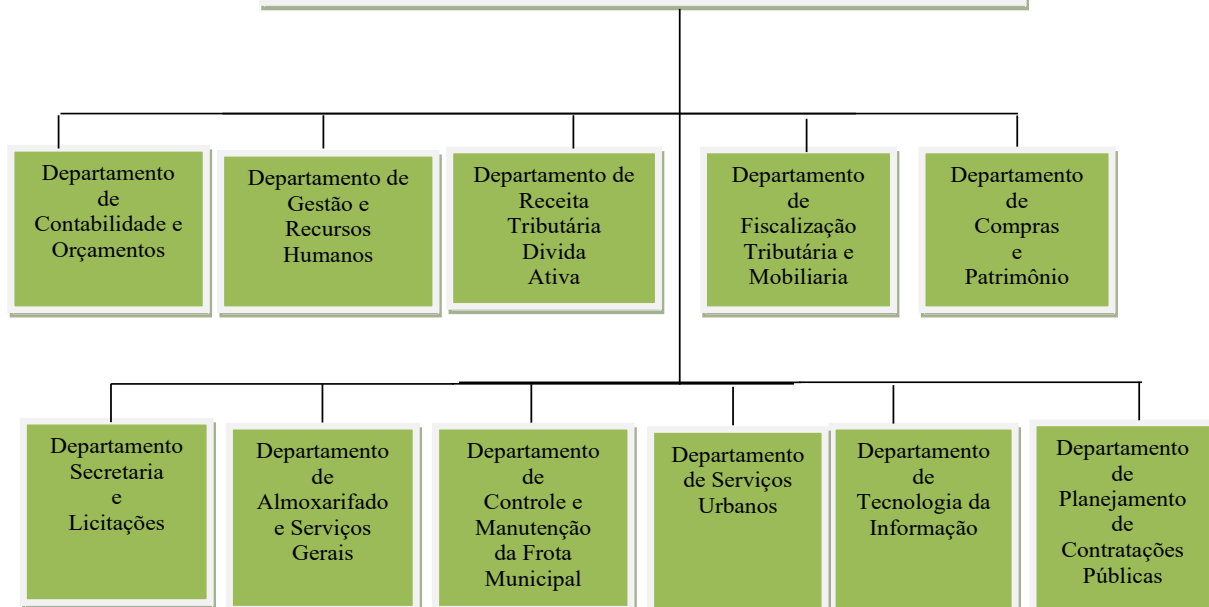 Departamento
de
Contabilidade e
Orçamentos
Departamento de
Gestão e
Recursos
Humanos
Departamento de
Receita
Tributária
Divida
Ativa
Departamento
de
Fiscalização
Tributária e
Mobiliaria
Departamento
de
Compras
e
Patrimônio
Departamento
Secretaria
e
Licitações
Departamento
de
Almoxarifado
e Serviços
Gerais
Departamento
de
Controle e
Manutenção
da Frota
Municipal
Departamento
de Serviços
Urbanos
Departamento
de
Tecnologia da
Informação
Departamento
de
Planejamento
de
Contratações
Públicas